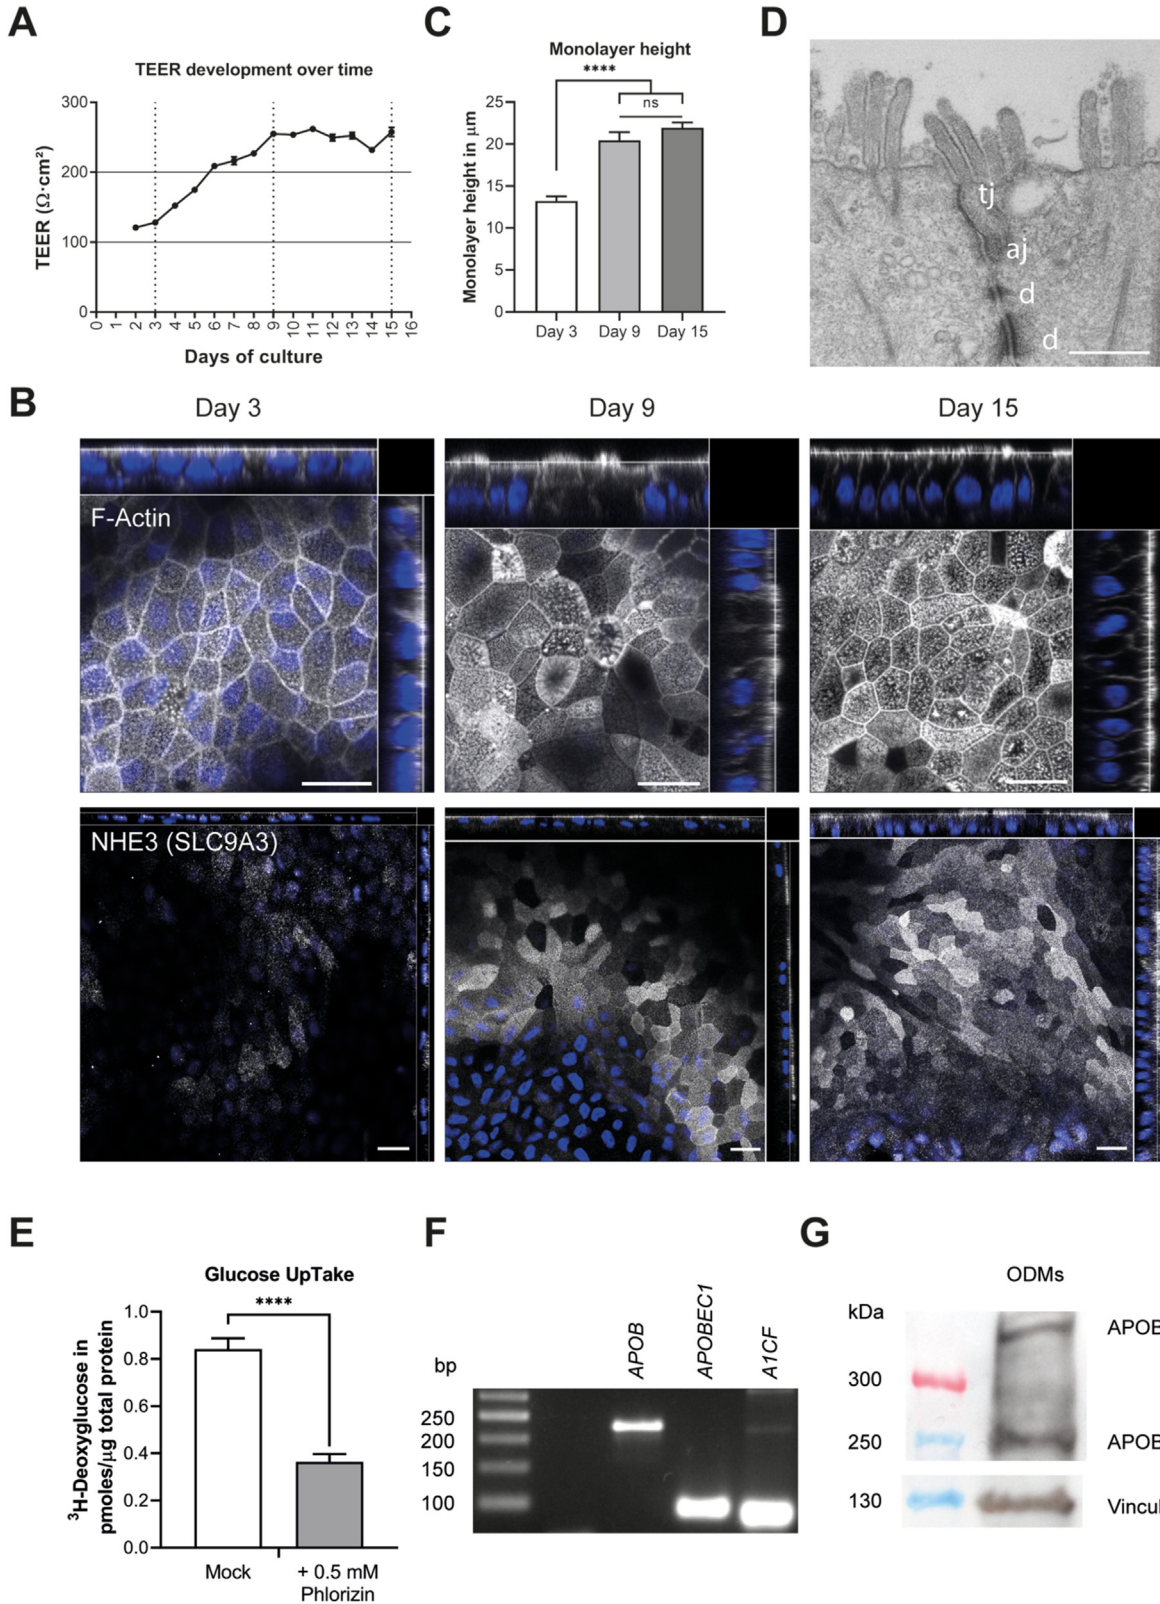 A
TEER development over time
300
200
100
0
TEER (Ω·cm²)
0 1 2 3 4 5 6 7 8 9 10 11 12 13 14 15 16
Days of culture
C
Monolayer height
****
ns
25
20
15
10
5
0
Monolayer height in μm
Day 3 Day 9 Day 15
D
tj
aj
d
d
B
Day 3 Day 9 Day 15
F-Actin
NHE3 (SLC9A3)
E
Glucose UpTake
****
1.0
0.8
0.6
0.4
0.2
0.0
³H-Deoxyglucose in
pmoles/μg total protein
Mock
+ 0.5 mM
Phlorizin
F
bp
APOB
APOBEC1
A1CF
250
200
150
100
G
ODMs
kDa
300
250
130
APOB
APOB
Vincul